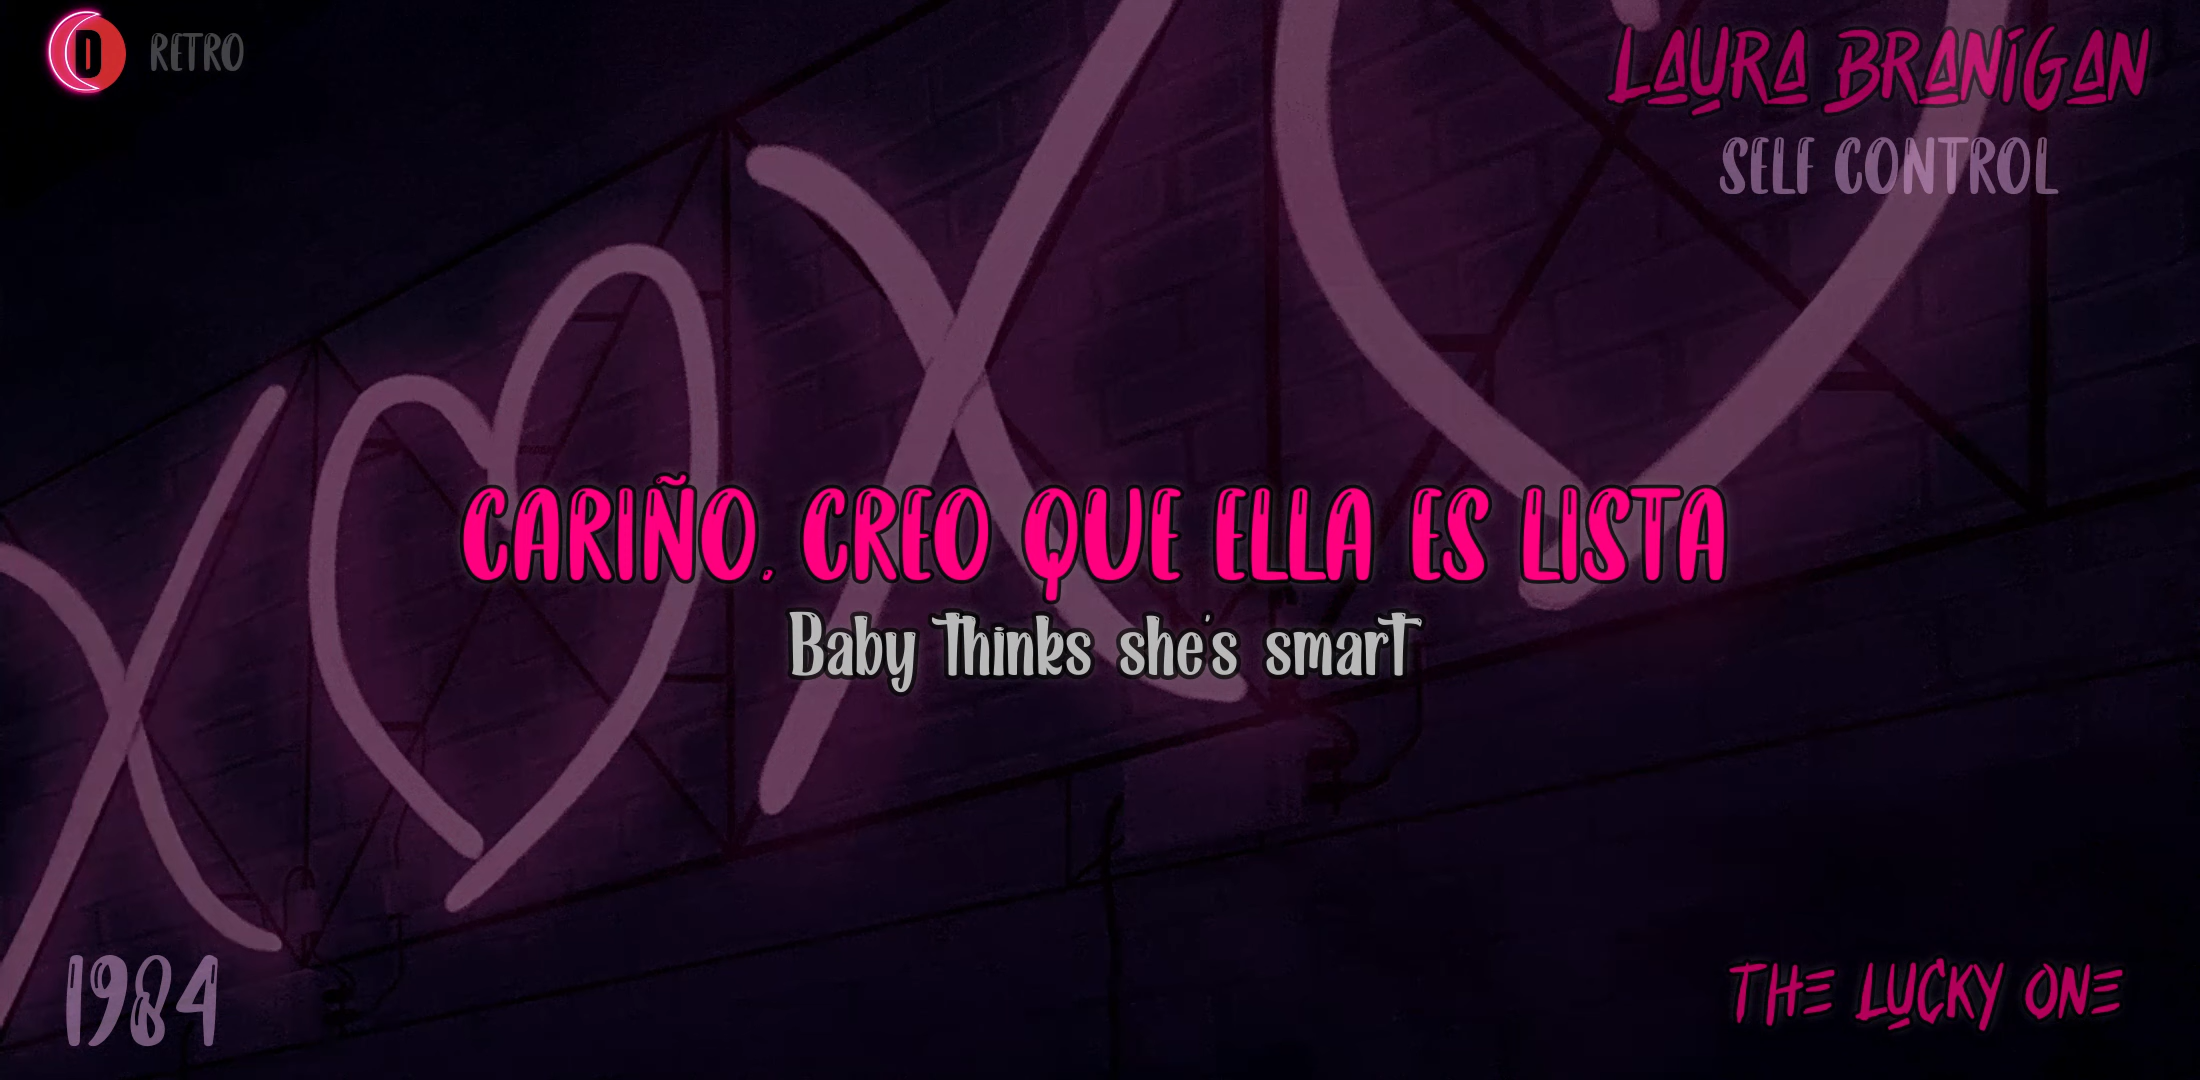 D RETRO
LAURA BRANIGAN
SELF CONTROL
CARIÑO, CREO QUE ELLA ES LISTA
Baby thinks she's smart
1984
THE LUCKY ONE